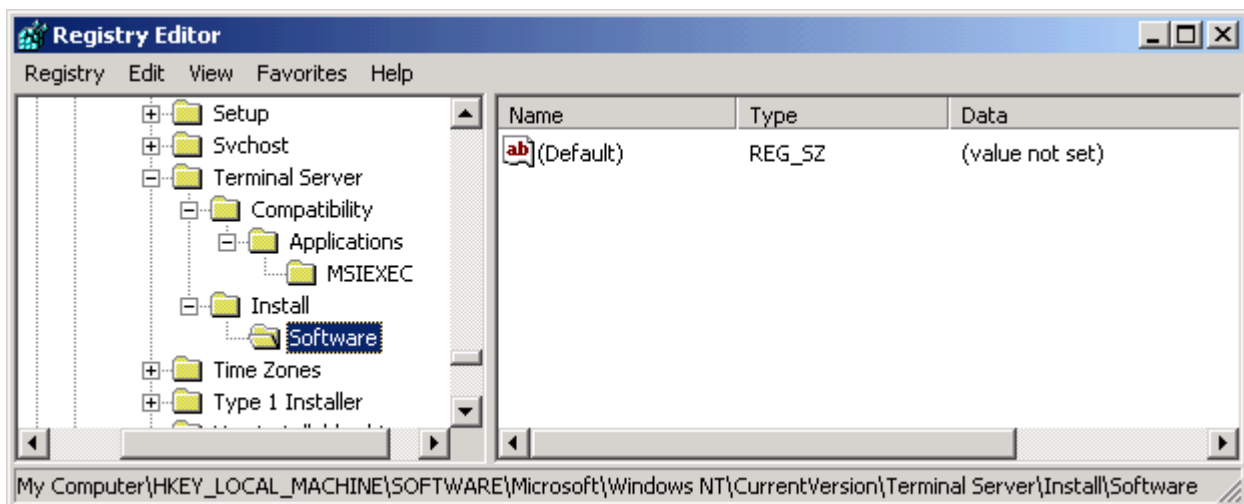 Registry Editor
Registry Edit View Favorites Help
Setup
Svchost
Terminal Server
Compatibility
Applications
MSIEXEC
Install
Software
Time Zones
Type 1 Installer
Name Type Data
ab (Default) REG_SZ (value not set)
My Computer\HKEY_LOCAL_MACHINE\SOFTWARE\Microsoft\Windows NT\CurrentVersion\Terminal Server\Install\Software